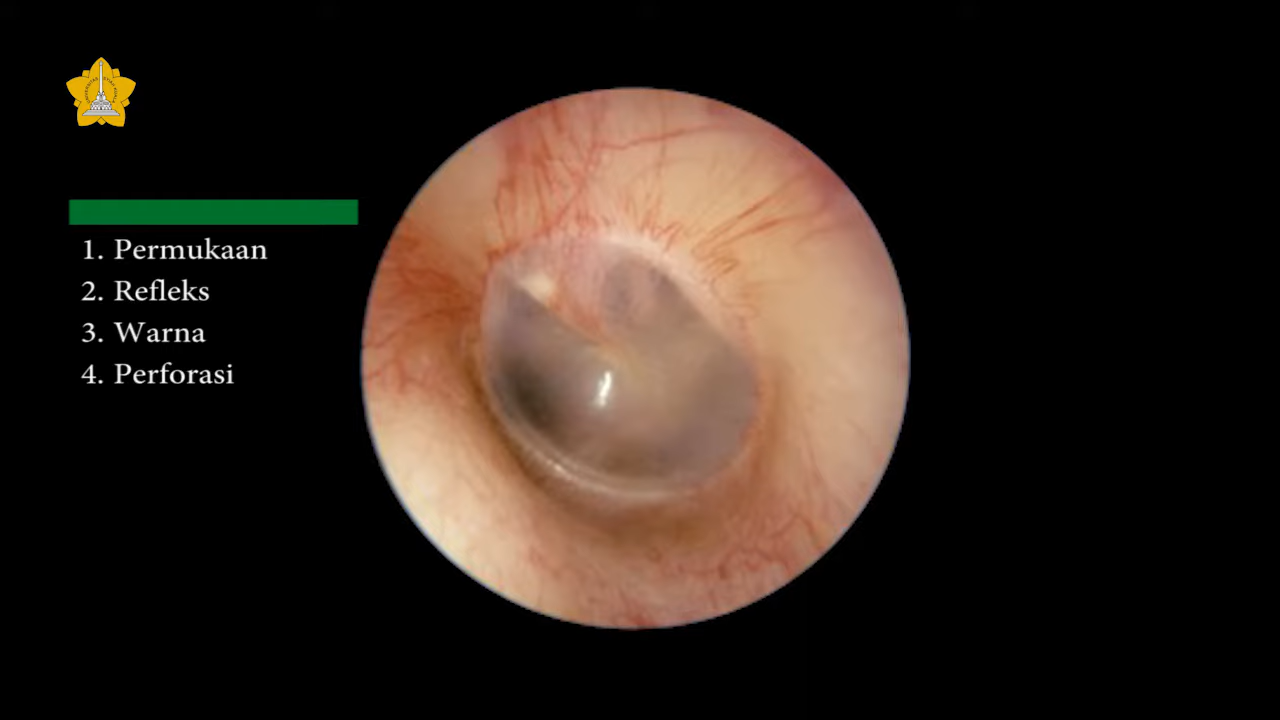 1. Permukaan
2. Refleks
3. Warna
4. Perforasi